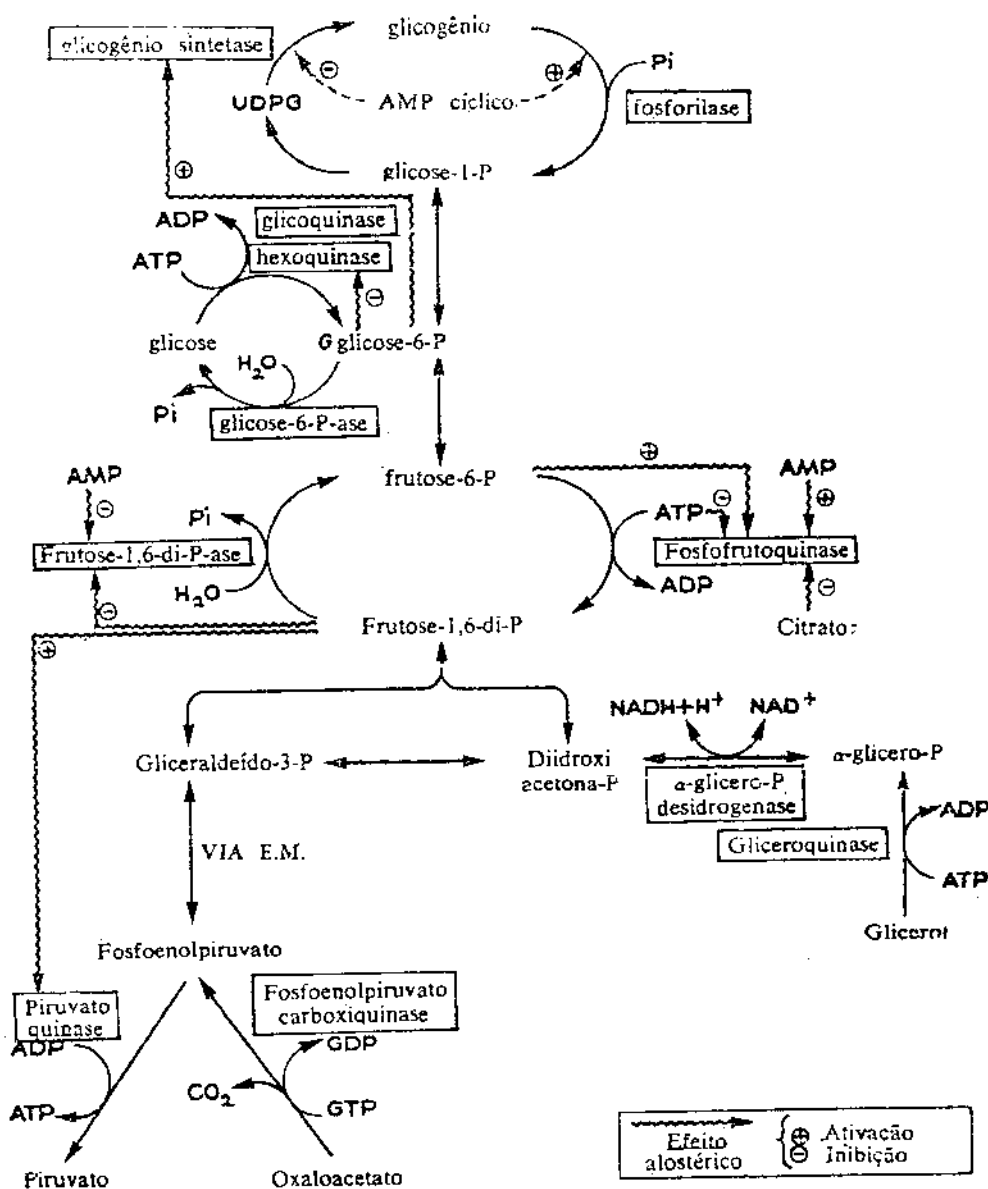 glicogênio
glicogênio sintetase
⊖
⊕
Pi
UDPG
AMP cíclico
fosforilase
glicose-1-P
⊕
ADP
glicoquinase
ATP
hexoquinase
⊖
glicose
G glicose-6-P
H₂O
Pi
glicose-6-P-ase
frutose-6-P
⊕
AMP
AMP
⊖
Pi
ATP
⊖
⊕
Frutose-1,6-di-P-ase
Fosfofrutoquinase
H₂O
ADP
⊖
⊖
⊕
Frutose-1,6-di-P
Citrato
NADH+H⁺
NAD⁺
Gliceraldeído-3-P
Diidroxi
acetona-P
α-glicero-P
α-glicero-P
desidrogenase
ADP
Gliceroquinase
VIA E.M.
ATP
Glicerol
Fosfoenolpiruvato
Piruvato
quinase
Fosfoenolpiruvato
carboxiquinase
ADP
GDP
CO₂
ATP
GTP
Efeito
alostérico
⊕ Ativação
⊖ Inibição
Piruvato
Oxaloacetato